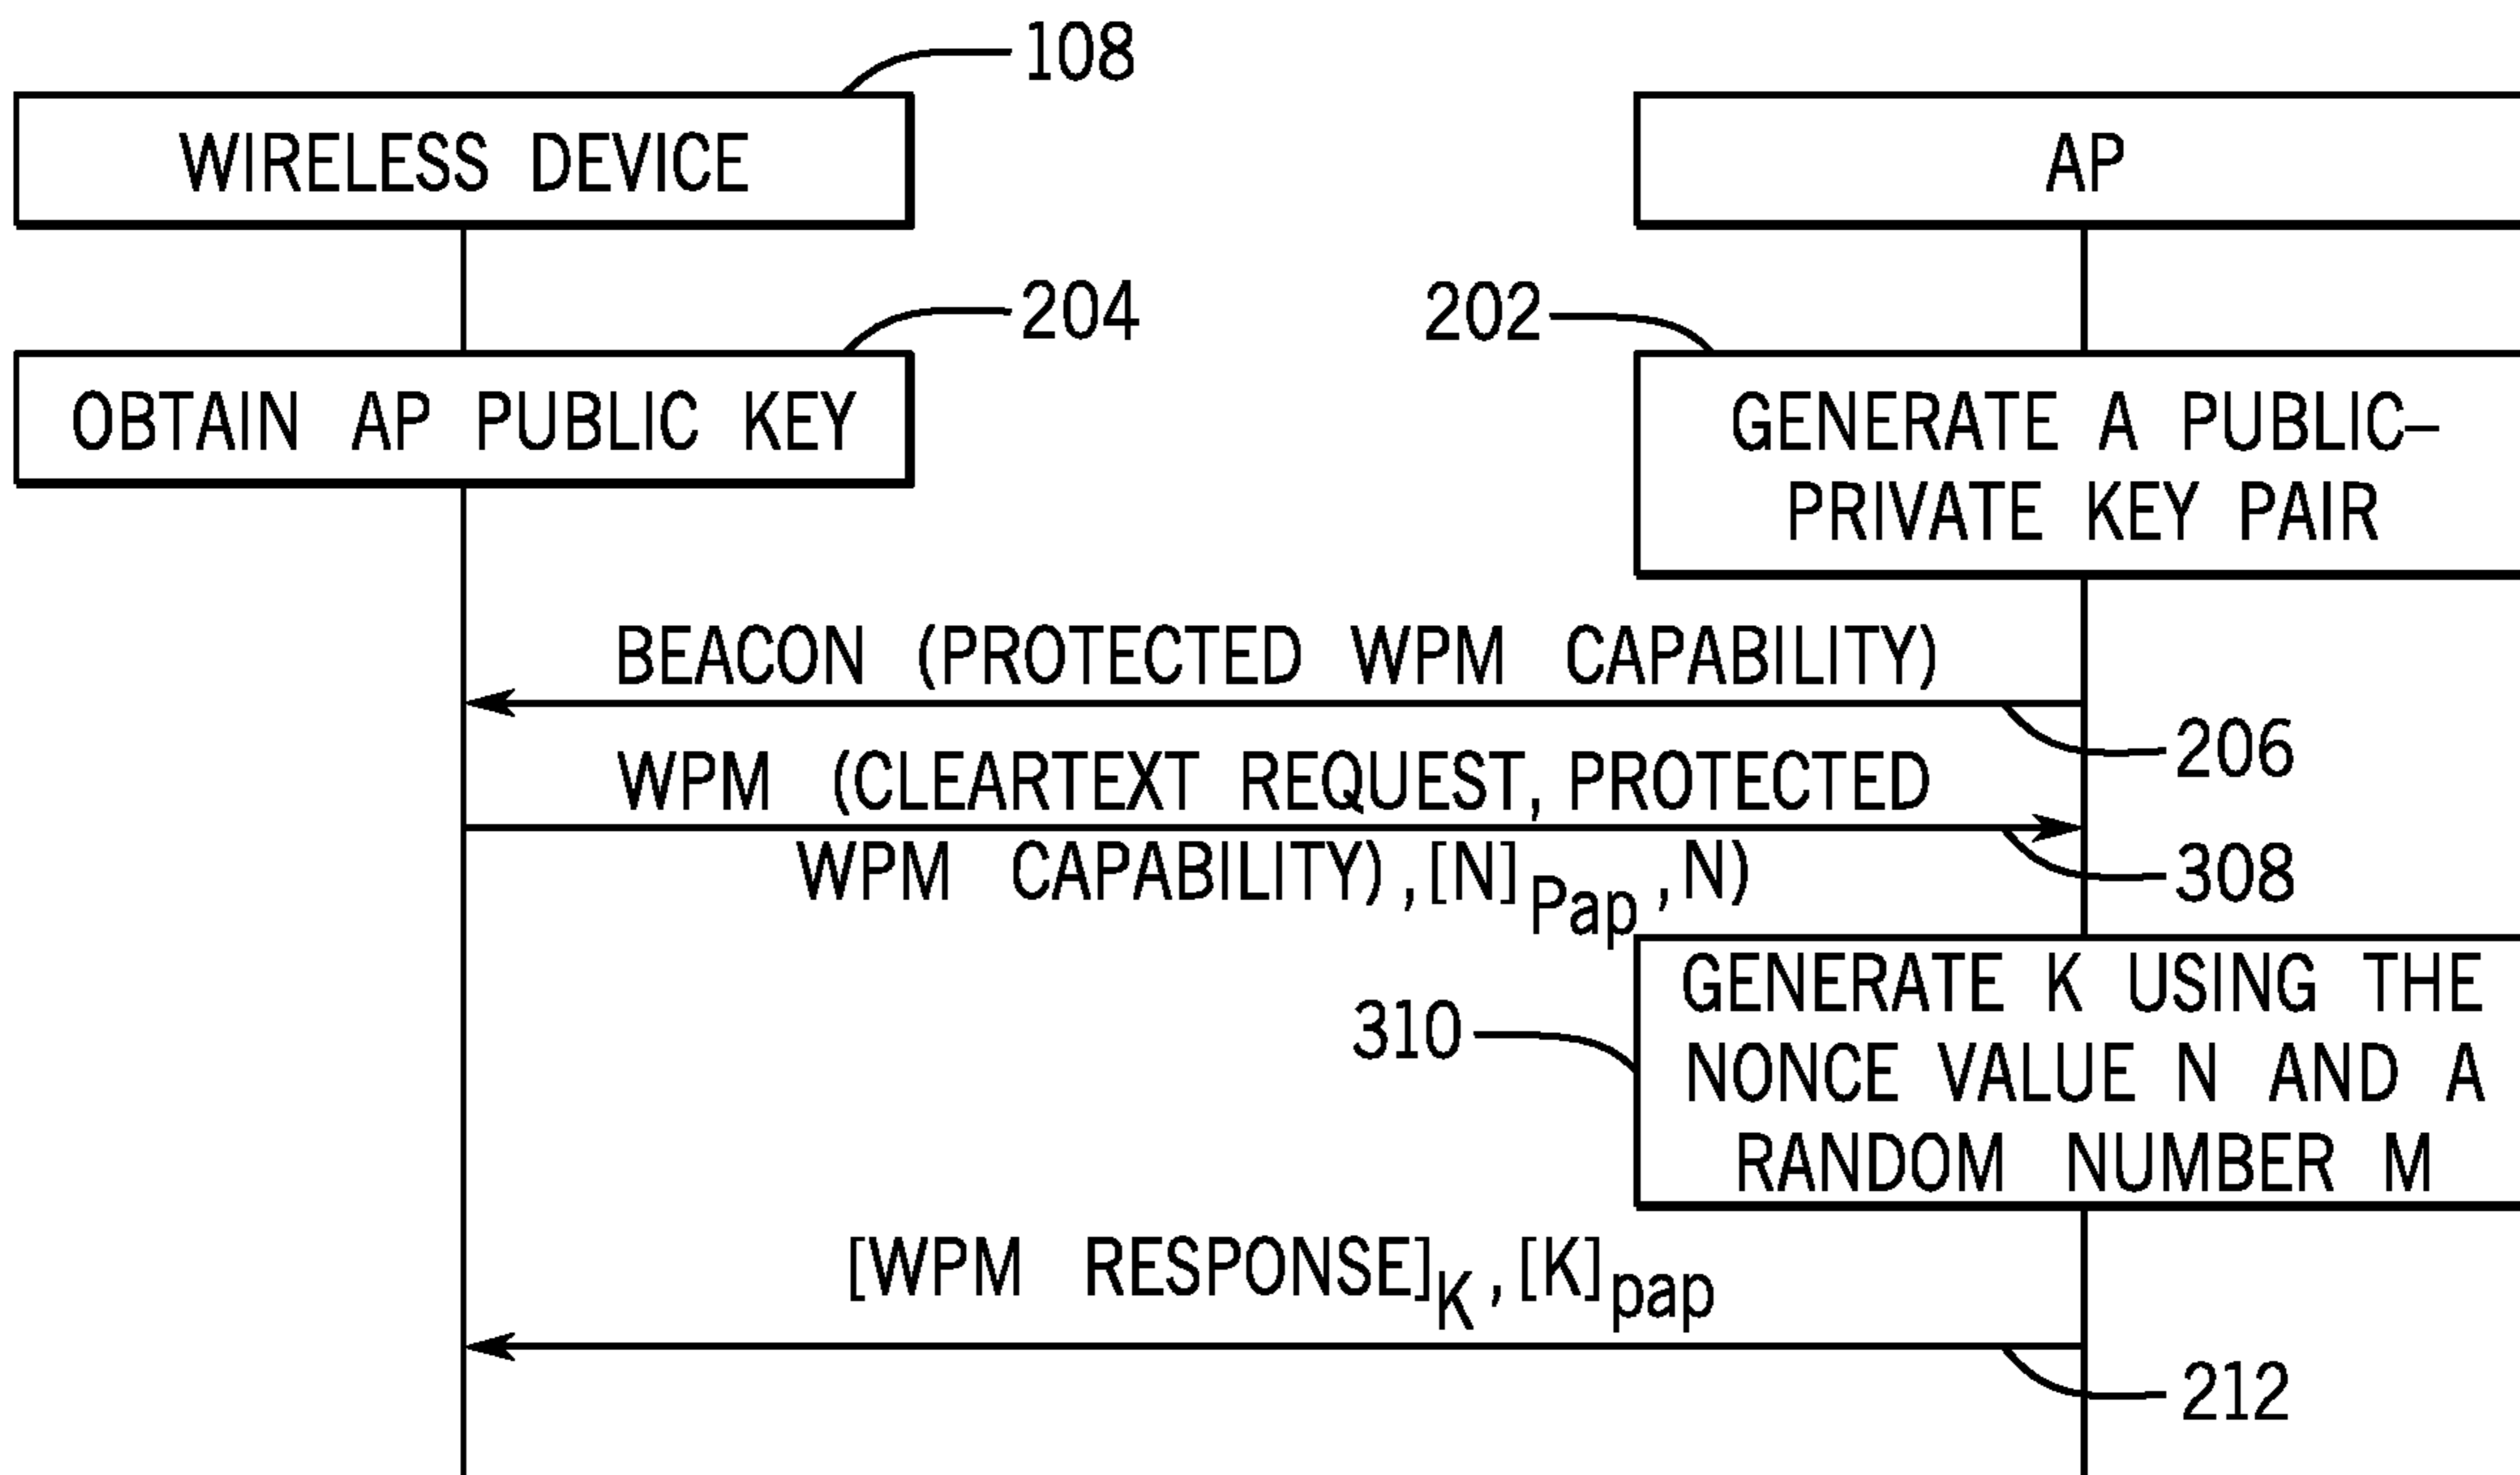 108
WIRELESS DEVICE
AP
204
202
OBTAIN AP PUBLIC KEY
GENERATE A PUBLIC–
PRIVATE KEY PAIR
BEACON (PROTECTED WPM CAPABILITY)
206
WPM (CLEARTEXT REQUEST, PROTECTED
WPM CAPABILITY), [N]Pap, N)
308
310
GENERATE K USING THE
NONCE VALUE N AND A
RANDOM NUMBER M
[WPM RESPONSE]K, [K]pap
212